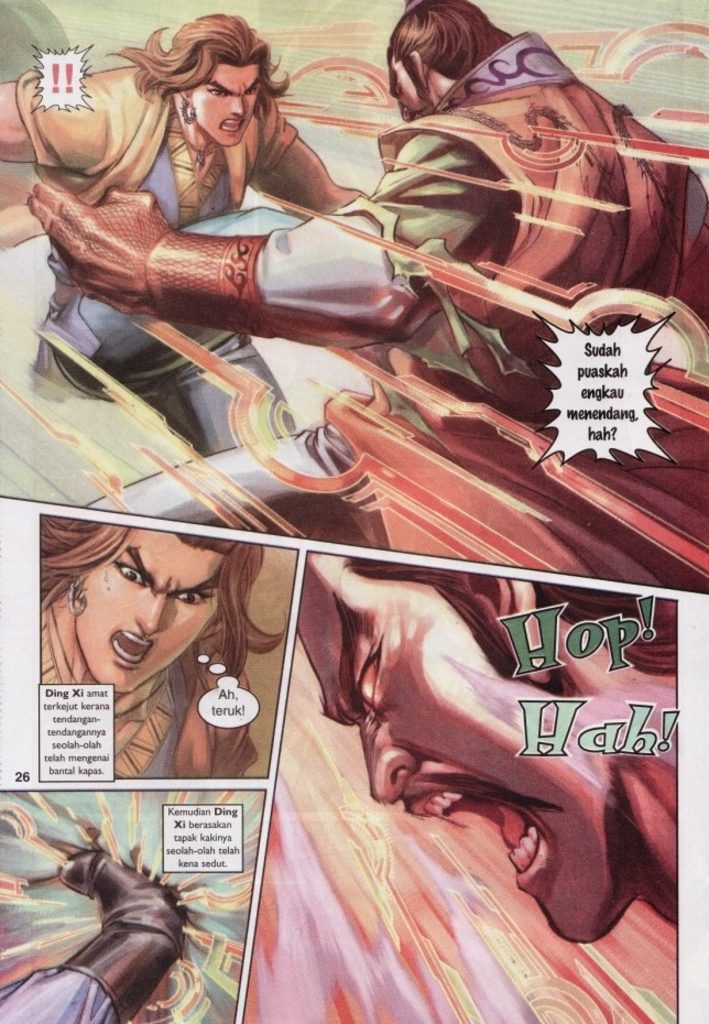 !!
Sudah
puaskah
engkau
menendang,
hah?
Ding Xi amat
terkejut kerana
tendangan-
tendangannya
seolah-olah
telah mengenai
bantal kapas.
Ah,
teruk!
Hop!
Hah!
26
Kemudian Ding
Xi berasakan
tapak kakinya
seolah-olah telah
kena sedut.